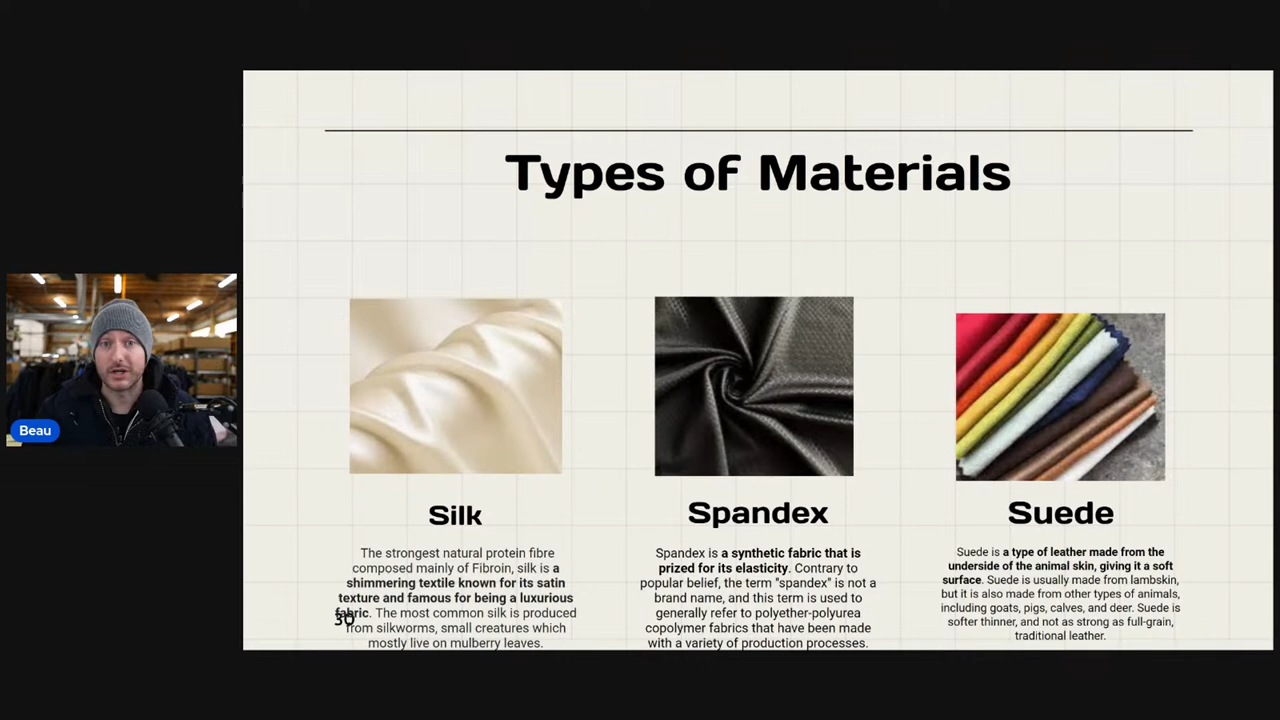 Types of Materials
Beau
Silk
The strongest natural protein fibre
composed mainly of Fibroin, silk is a
shimmering textile known for its satin
texture and famous for being a luxurious
fabric. The most common silk is produced
from silkworms, small creatures which
mostly live on mulberry leaves.
30
Spandex
Spandex is a synthetic fabric that is
prized for its elasticity. Contrary to
popular belief, the term "spandex" is not a
brand name, and this term is used to
generally refer to polyether-polyurea
copolymer fabrics that have been made
with a variety of production processes.
Suede
Suede is a type of leather made from the
underside of the animal skin, giving it a soft
surface. Suede is usually made from lambskin,
but it is also made from other types of animals,
including goats, pigs, calves, and deer. Suede is
softer thinner, and not as strong as full-grain,
traditional leather.